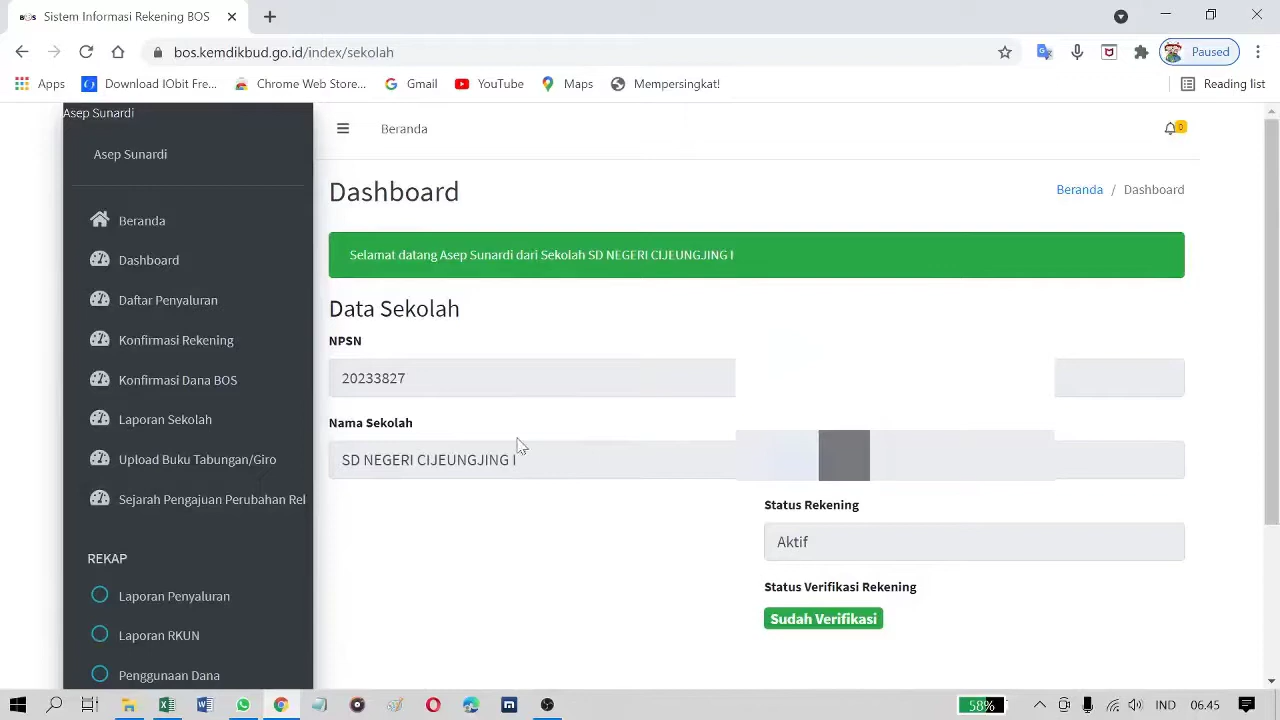 Sistem Informasi BOS
bos.kemdikbud.go.id/index/sekolah
Paused
Apps
Download IObit Fre...
Chrome Web Store...
Gmail
YouTube
Maps
Mempersingkat!
Reading list
Asep Sunardi
Asep Sunardi
Beranda
Dashboard
Daftar Penyaluran
Konfirmasi Rekening
Konfirmasi Dana BOS
Laporan Sekolah
Upload Buku Tabungan/Giro
Sejarah Pengajuan Perubahan Rel
REKAP
Laporan Penyaluran
Laporan RKUN
Penggunaan Dana
Beranda
0
Dashboard
Beranda / Dashboard
Selamat datang Asep Sunardi dari Sekolah SD NEGERI CIJEUNGJING I
Data Sekolah
NPSN
20233827
Nama Sekolah
SD NEGERI CIJEUNGJING I
Status Rekening
Aktif
Status Verifikasi Rekening
Sudah Verifikasi
58%
IND
06.45